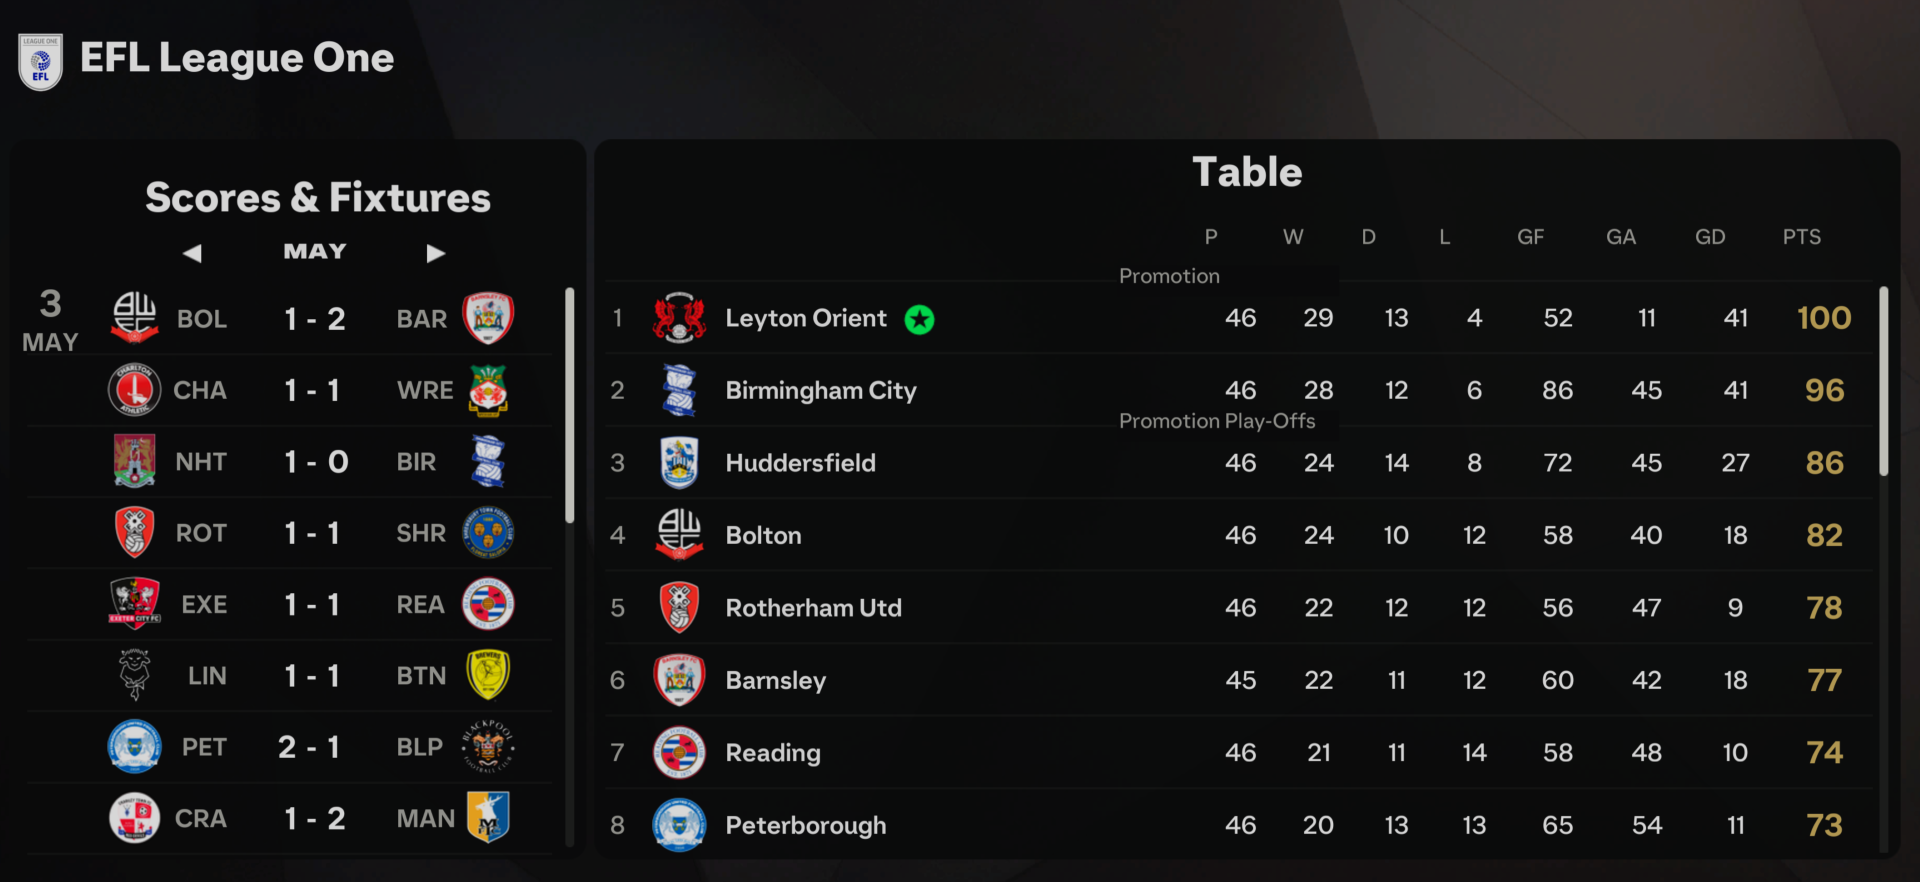 EFL League One
Scores & Fixtures
MAY
3 MAY
BOL 1 - 2 BAR
CHA 1 - 1 WRE
NHT 1 - 0 BIR
ROT 1 - 1 SHR
EXE 1 - 1 REA
LIN 1 - 1 BTN
PET 2 - 1 BLP
CRA 1 - 2 MAN
Table
P W D L GF GA GD PTS
Promotion
1 Leyton Orient 46 29 13 4 52 11 41 100
2 Birmingham City 46 28 12 6 86 45 41 96
Promotion Play-Offs
3 Huddersfield 46 24 14 8 72 45 27 86
4 Bolton 46 24 10 12 58 40 18 82
5 Rotherham Utd 46 22 12 12 56 47 9 78
6 Barnsley 45 22 11 12 60 42 18 77
7 Reading 46 21 11 14 58 48 10 74
8 Peterborough 46 20 13 13 65 54 11 73